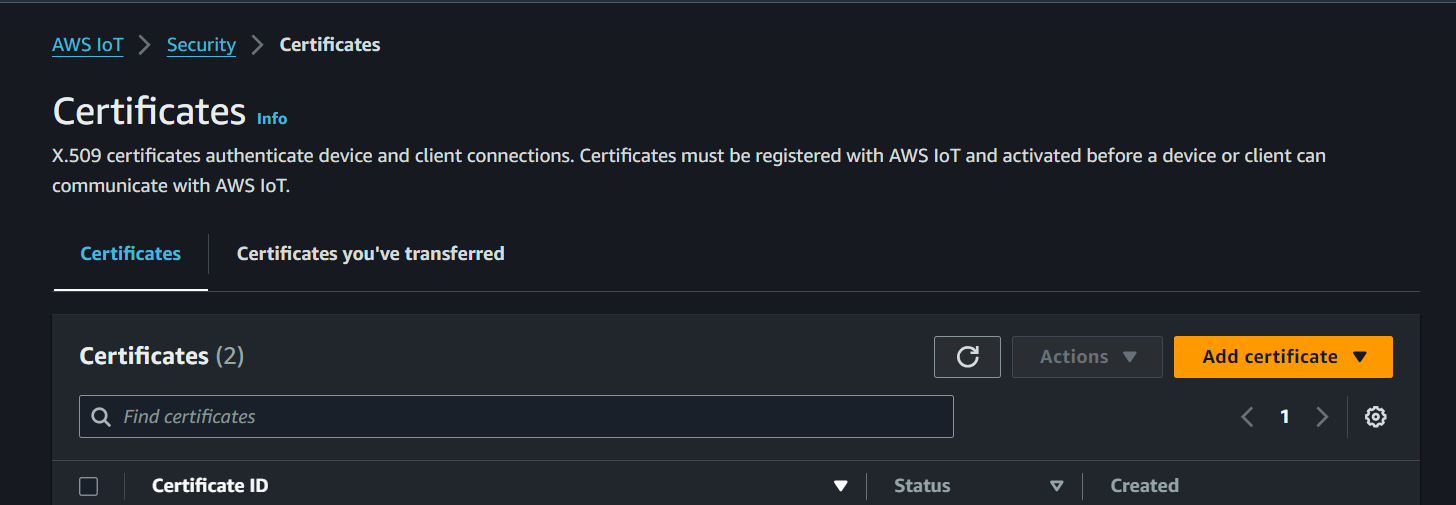 AWS IoT > Security > Certificates
Certificates Info
X.509 certificates authenticate device and client connections. Certificates must be registered with AWS IoT and activated before a device or client can
communicate with AWS IoT.
Certificates Certificates you've transferred
Certificates (2) Actions Add certificate
Find certificates 1
Certificate ID Status Created